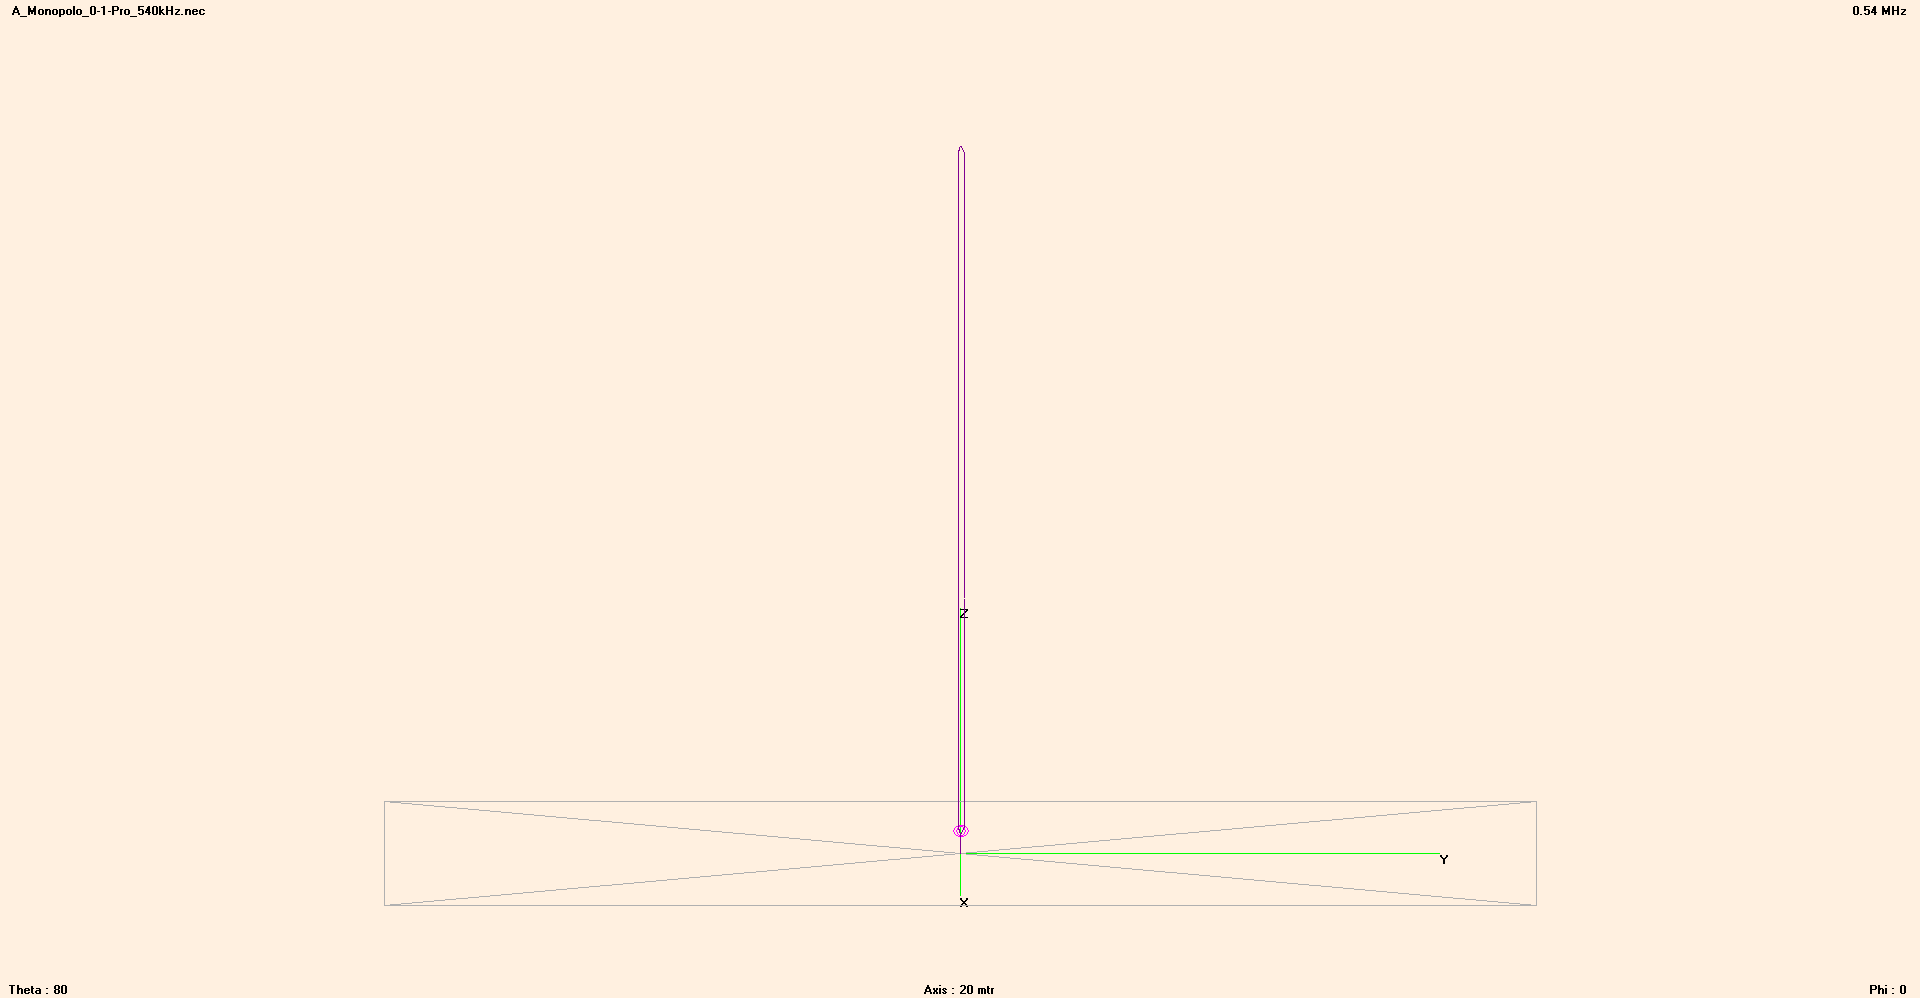 A_Monopolo_0-1-Pro_540kHz.nec
0.54 MHz
Z
Y
X
Theta : 80
Axis : 20 mtr
Phi : 0